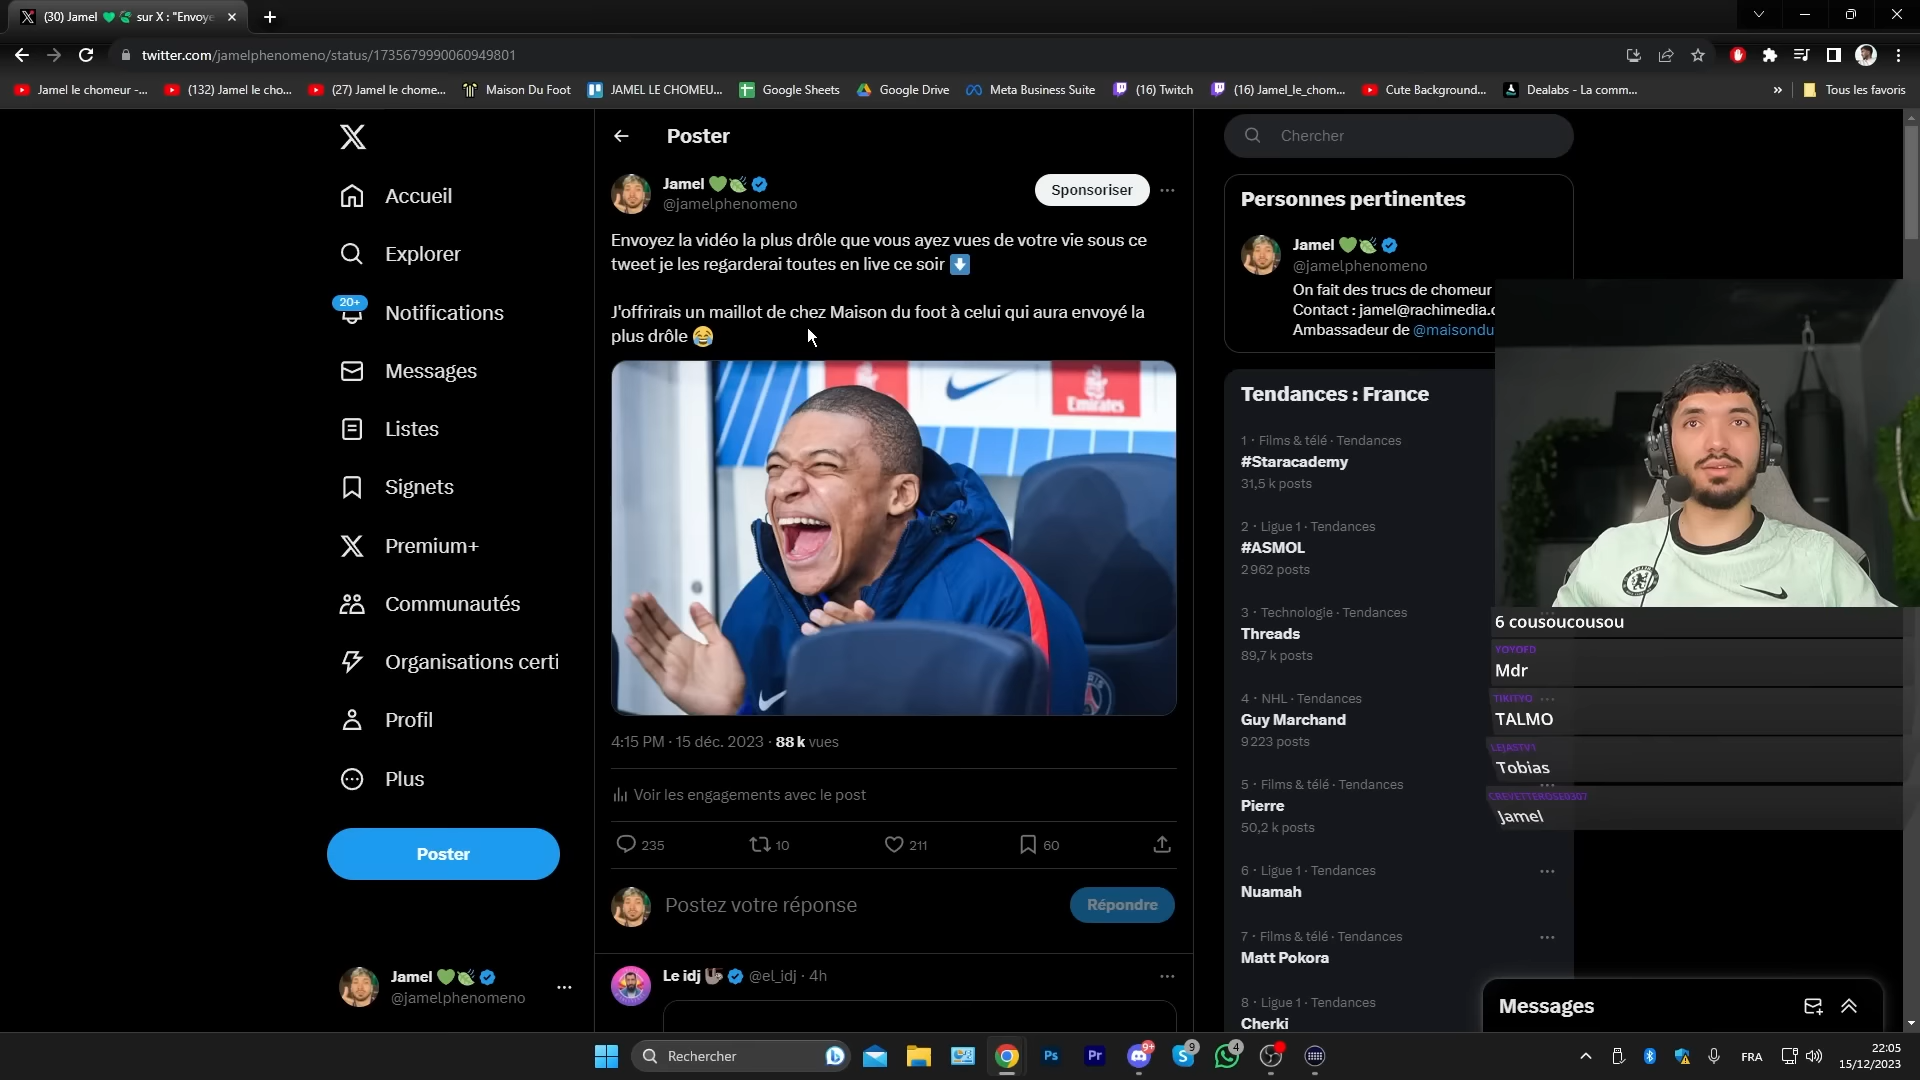 (30) Jamel 💚🍃 sur X : "Envoye
twitter.com/jamelphenomeno/status/1735679990060949801
Jamel le chomeur -...
(132) Jamel le cho...
(27) Jamel le chome...
Maison Du Foot
JAMEL LE CHOMEU...
Google Sheets
Google Drive
Meta Business Suite
(16) Twitch
(16) Jamel_le_chom...
Cute Background...
Dealabs - La comm...
»
Tous les favoris
Accueil
Explorer
20+
Notifications
Messages
Listes
Signets
Premium+
Communautés
Organisations certi
Profil
Plus
Poster
Jamel 💚🍃
@jamelphenomeno
Poster
Jamel 💚🍃
@jamelphenomeno
Sponsoriser
Envoyez la vidéo la plus drôle que vous ayez vues de votre vie sous ce
tweet je les regarderai toutes en live ce soir ⬇️
J'offrirais un maillot de chez Maison du foot à celui qui aura envoyé la
plus drôle 😂
Emirates
4:15 PM · 15 déc. 2023 · 88 k vues
Voir les engagements avec le post
235
10
211
60
Postez votre réponse
Répondre
Le idj 🦥 @el_idj · 4h
Chercher
Personnes pertinentes
Jamel 💚🍃
@jamelphenomeno
On fait des trucs de chomeur
Contact : jamel@rachimedia.c
Ambassadeur de @maisondu
Tendances : France
1 · Films & télé · Tendances
#Staracademy
31,5 k posts
2 · Ligue 1 · Tendances
#ASMOL
2 962 posts
3 · Technologie · Tendances
Threads
89,7 k posts
4 · NHL · Tendances
Guy Marchand
9 223 posts
5 · Films & télé · Tendances
Pierre
50,2 k posts
6 · Ligue 1 · Tendances
Nuamah
7 · Films & télé · Tendances
Matt Pokora
8 · Ligue 1 · Tendances
Cherki
6 cousoucousou
YOYOED
Mdr
TIKITYO
TALMO
LEJASTV1
Tobias
CREVETTEROSE0307
Jamel
Messages
Rechercher
Ps
Pr
9+
9
4
FRA
22:05
15/12/2023